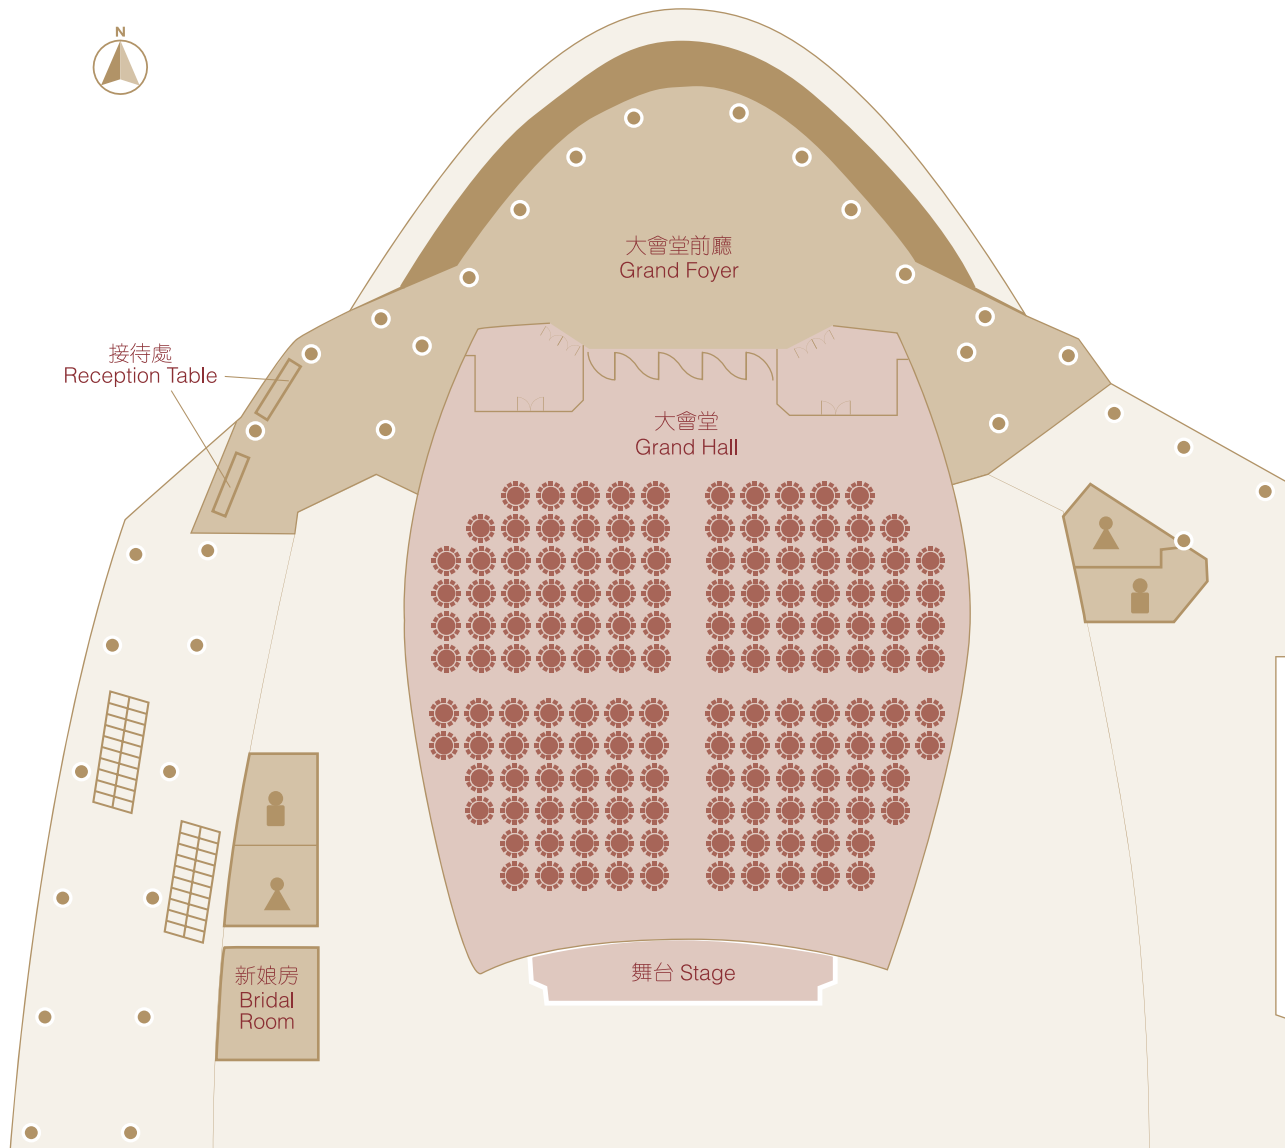 N
大會堂前廳
Grand Foyer
接待處
Reception Table
大會堂
Grand Hall
舞台 Stage
新娘房
Bridal
Room